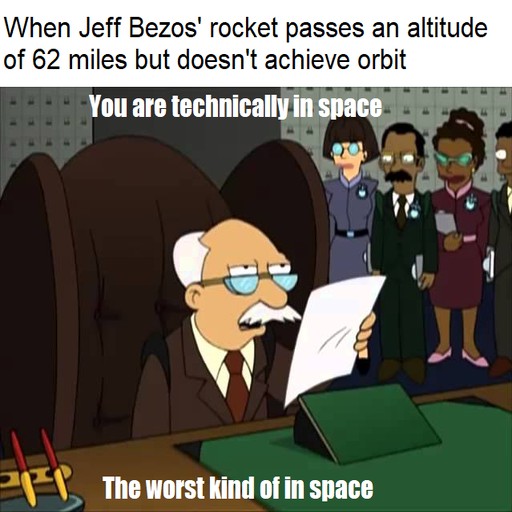 When Jeff Bezos' rocket passes an altitude
of 62 miles but doesn't achieve orbit
You are technically in space
The worst kind of in space